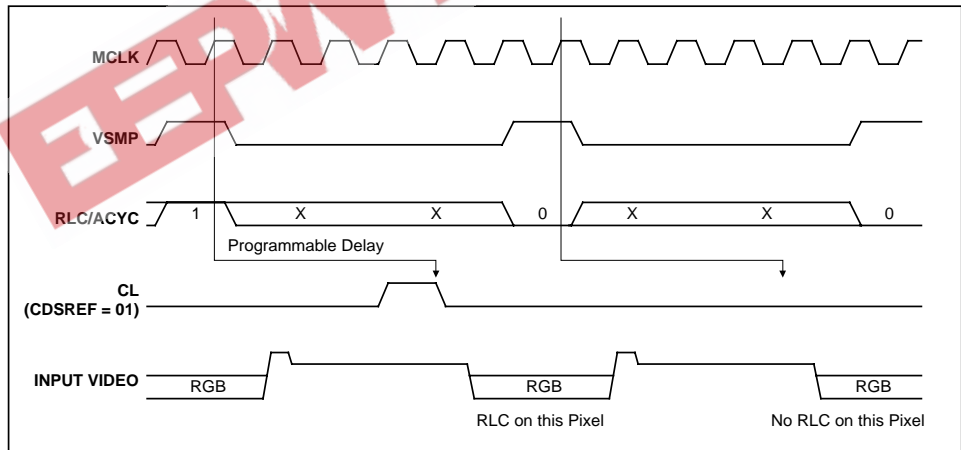 EEPW
MCLK
VSMP
RLC/ACYC
1 X X 0 X X 0
Programmable Delay
CL
(CDSREF = 01)
INPUT VIDEO
RGB RGB RGB
RLC on this Pixel No RLC on this Pixel